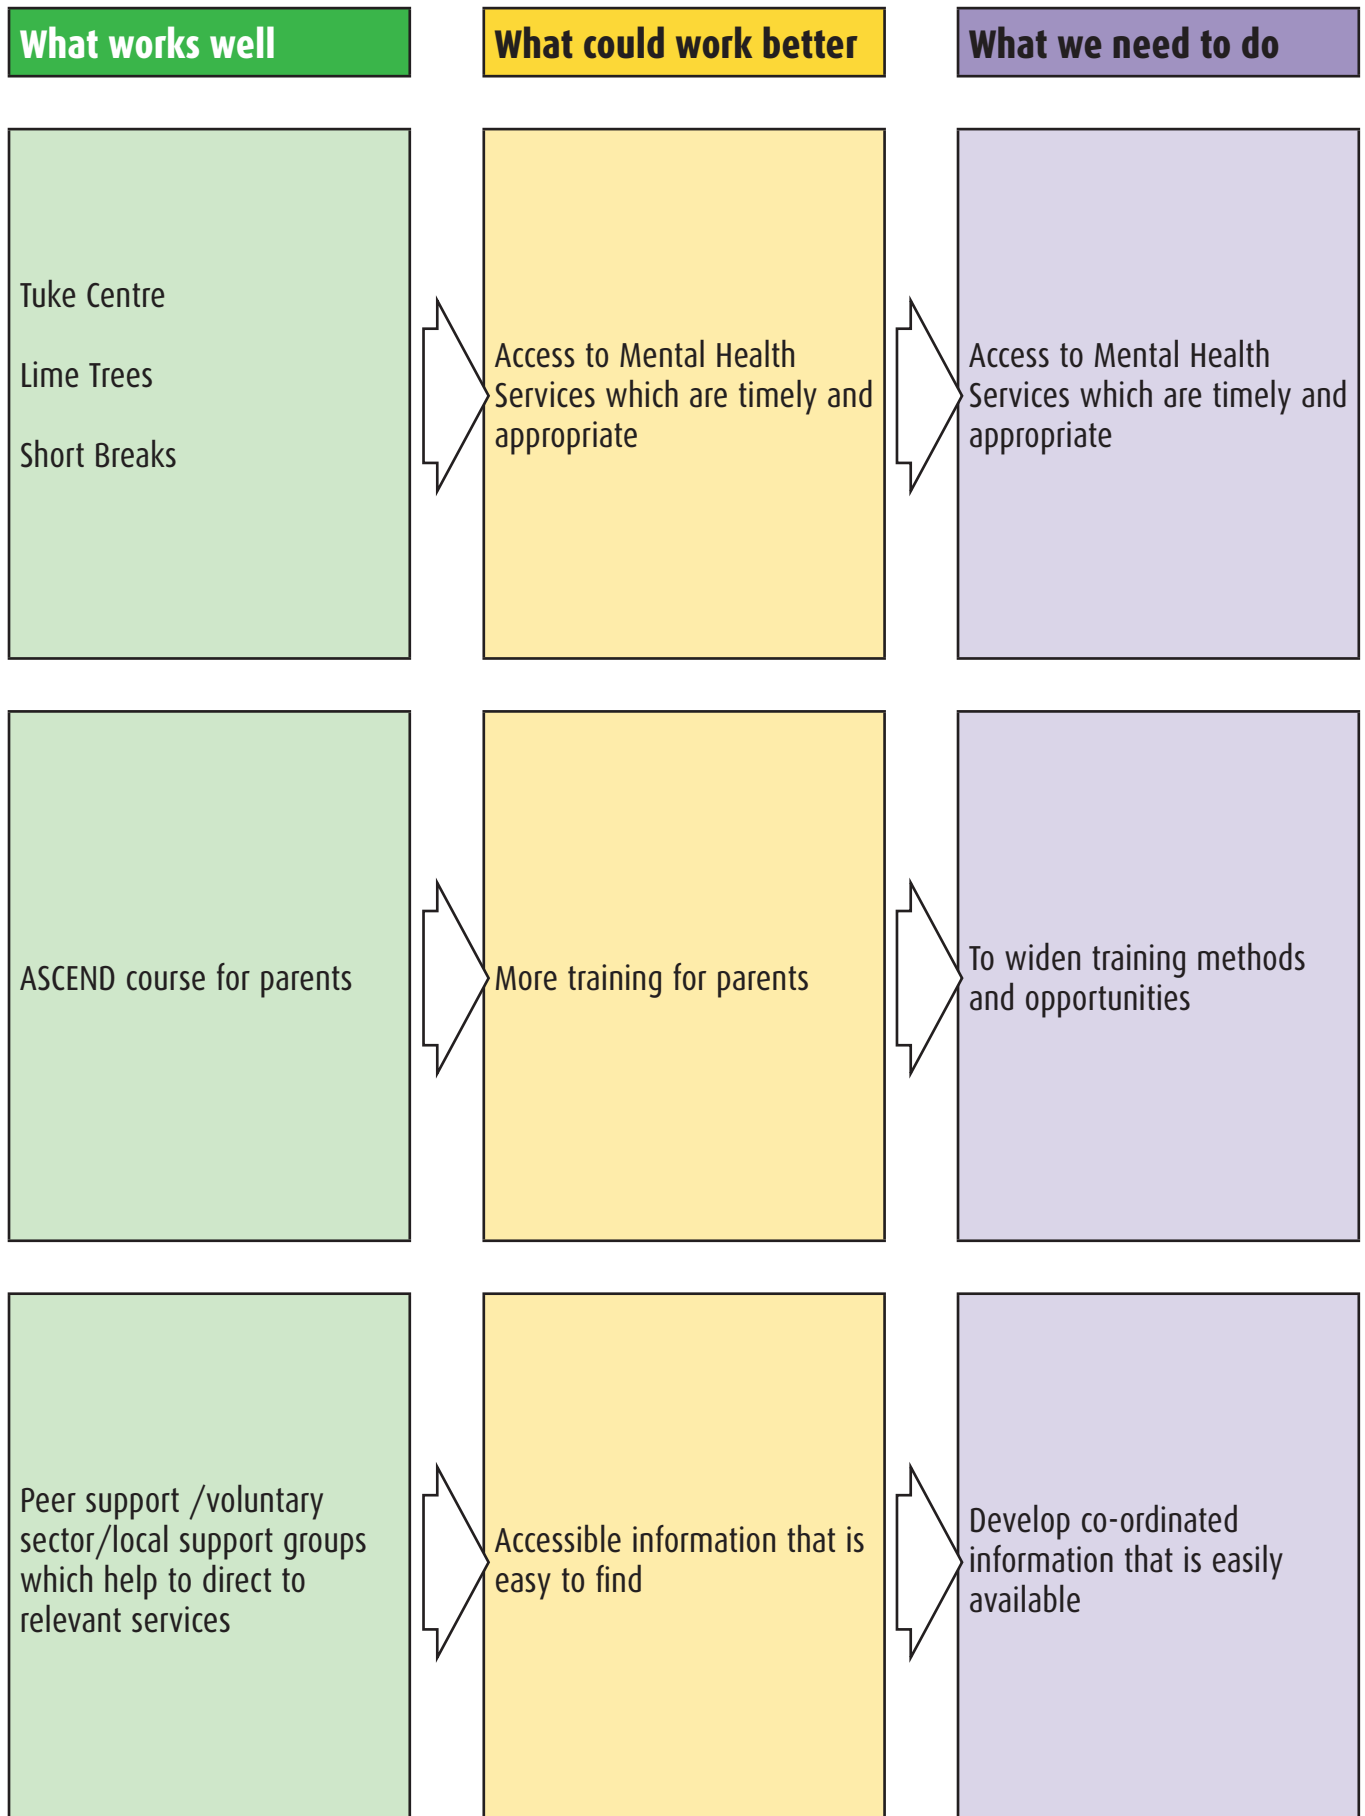 What works well
What could work better
What we need to do
Tuke Centre
Lime Trees
Short Breaks
Access to Mental Health
Services which are timely and
appropriate
Access to Mental Health
Services which are timely and
appropriate
ASCEND course for parents
More training for parents
To widen training methods
and opportunities
Peer support /voluntary
sector/local support groups
which help to direct to
relevant services
Accessible information that is
easy to find
Develop co-ordinated
information that is easily
available